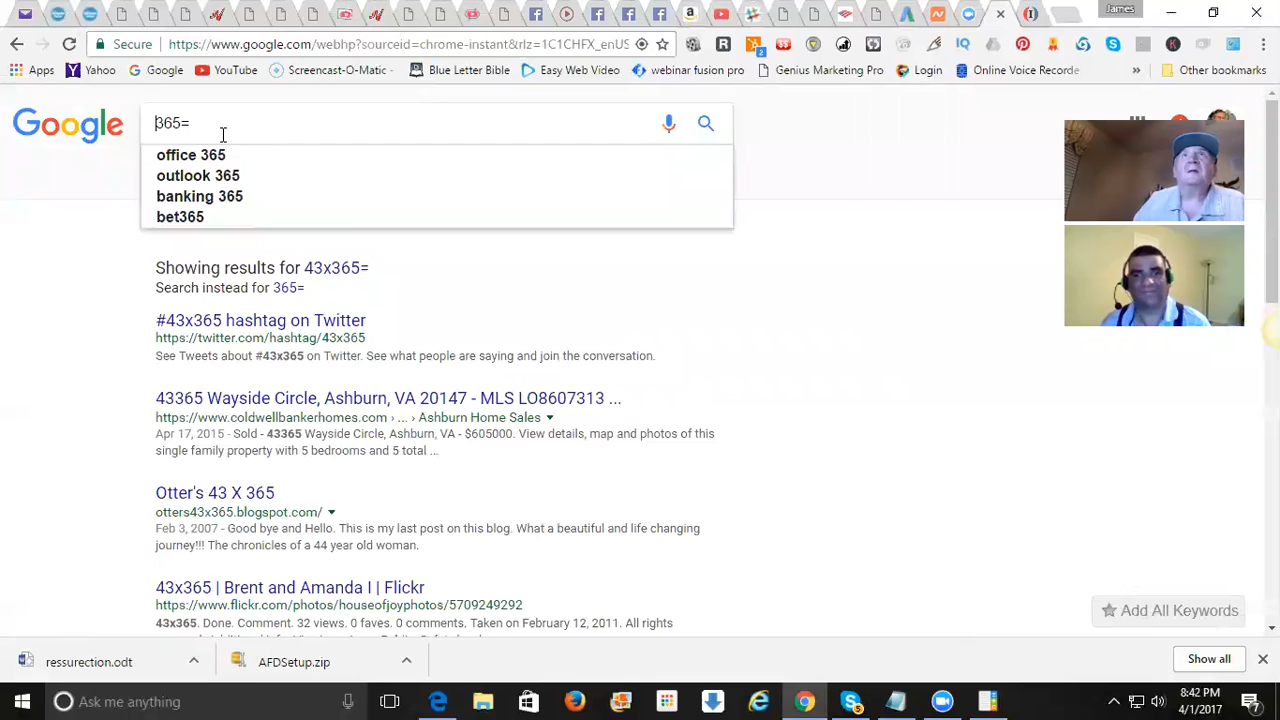 James
Secure
https://www.google.com/webhp?sourceid=chrome-instant&rlz=1C1CHFX_enUS
Apps
Yahoo
Google
YouTube
Screencast-O-Matic
Blue Letter Bible
Easy Web Video
webinar fusion pro
Genius Marketing Pro
Login
Online Voice Recorde
»
Other bookmarks
Google
365=
office 365
outlook 365
banking 365
bet365
Showing results for 43x365=
Search instead for 365=
#43x365 hashtag on Twitter
https://twitter.com/hashtag/43x365
See Tweets about #43x365 on Twitter. See what people are saying and join the conversation.
43365 Wayside Circle, Ashburn, VA 20147 - MLS LO8607313 ...
https://www.coldwellbankerhomes.com › ... › Ashburn Home Sales
Apr 17, 2015 - Sold - 43365 Wayside Circle, Ashburn, VA - $605000. View details, map and photos of this
single family property with 5 bedrooms and 5 total ...
Otter's 43 X 365
otters43x365.blogspot.com/
Feb 3, 2007 - Good bye and Hello. This is my last post on this blog. What a beautiful and life changing
journey!!! The chronicles of a 44 year old woman.
43x365 | Brent and Amanda I | Flickr
https://www.flickr.com/photos/houseofjoyphotos/5709249292
43x365. Done. Comment. 32 views. 0 faves. 0 comments. Taken on February 12, 2011. All rights
Add All Keywords
ressurection.odt
AFDSetup.zip
Show all
Ask me anything
8:42 PM
4/1/2017